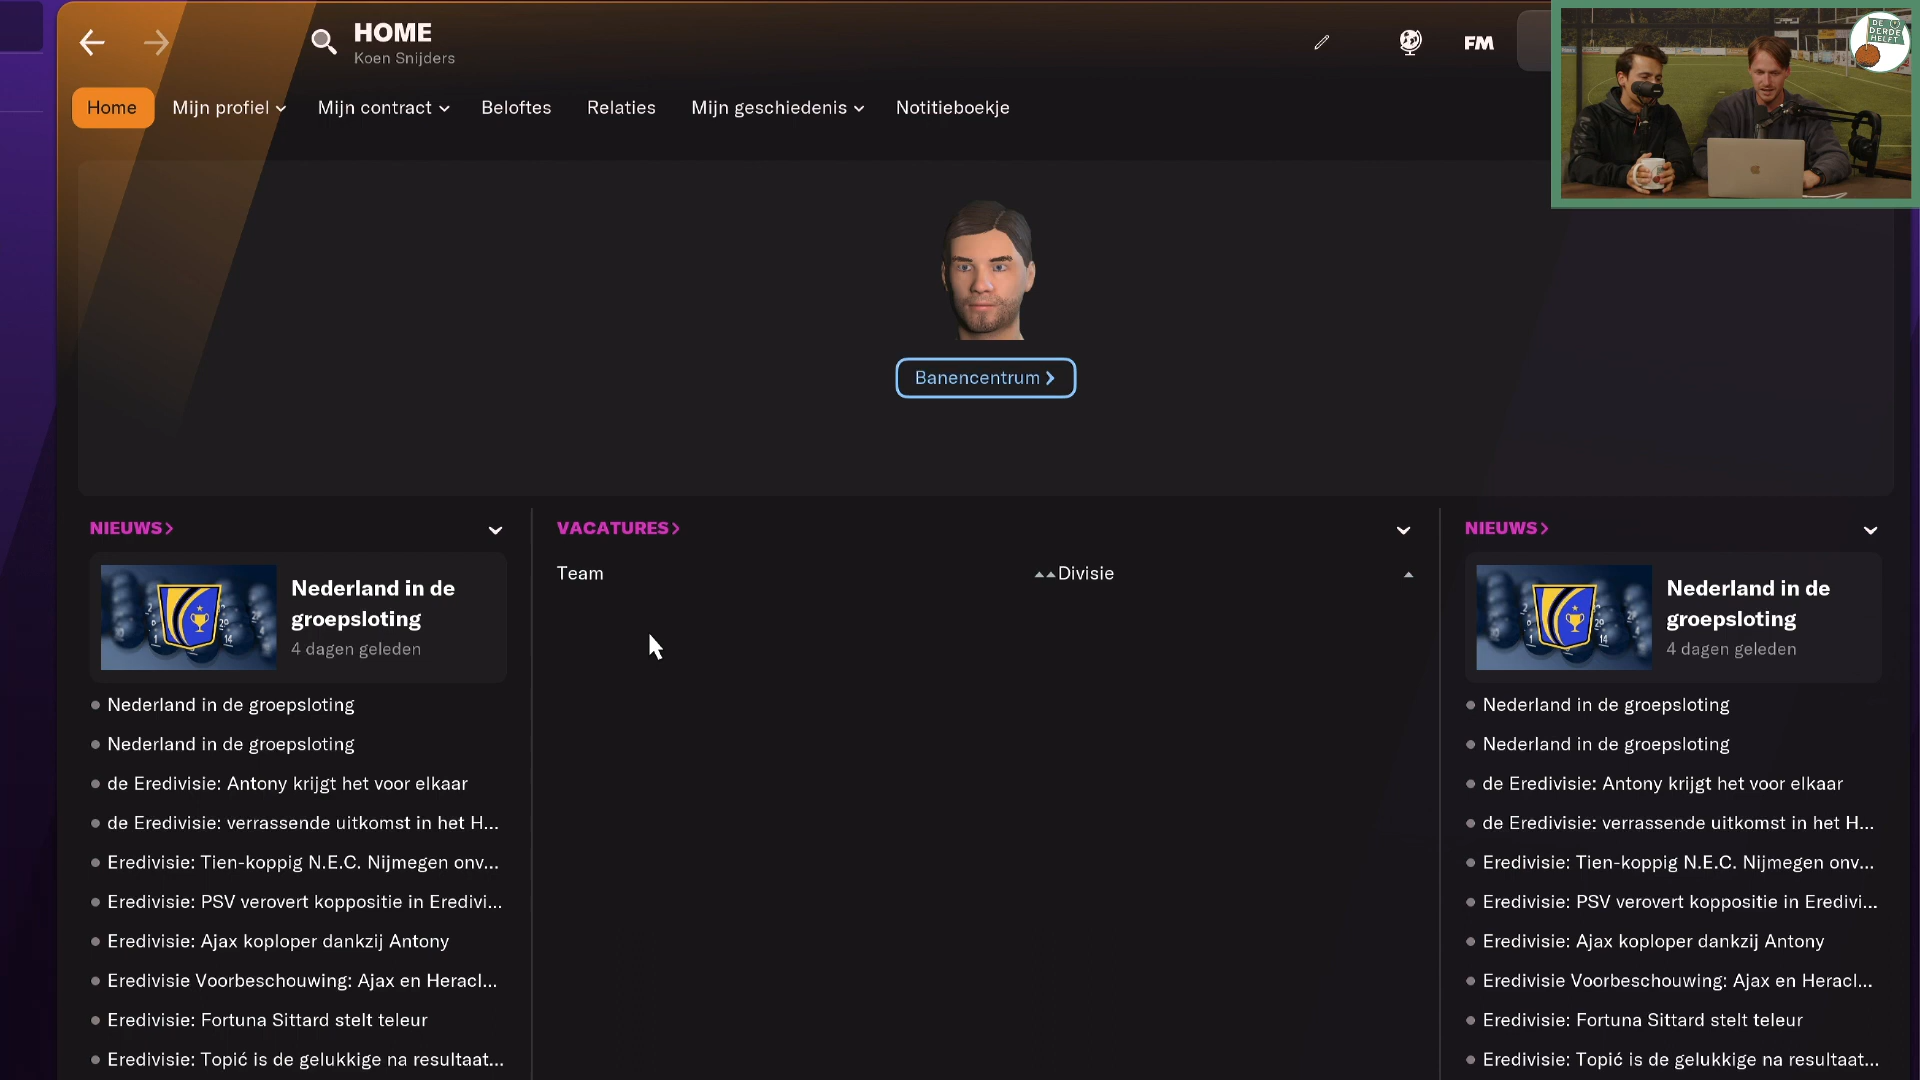 HOME
Koen Snijders
FM
DE
DERDE
HELFT
Home
Mijn profiel
Mijn contract
Beloftes
Relaties
Mijn geschiedenis
Notitieboekje
Banencentrum
NIEUWS
Nederland in de
groepsloting
4 dagen geleden
Nederland in de groepsloting
Nederland in de groepsloting
de Eredivisie: Antony krijgt het voor elkaar
de Eredivisie: verrassende uitkomst in het H...
Eredivisie: Tien-koppig N.E.C. Nijmegen onv...
Eredivisie: PSV verovert koppositie in Eredivi...
Eredivisie: Ajax koploper dankzij Antony
Eredivisie Voorbeschouwing: Ajax en Heracl...
Eredivisie: Fortuna Sittard stelt teleur
Eredivisie: Topić is de gelukkige na resultaat...
VACATURES
Team
Divisie
NIEUWS
Nederland in de
groepsloting
4 dagen geleden
Nederland in de groepsloting
Nederland in de groepsloting
de Eredivisie: Antony krijgt het voor elkaar
de Eredivisie: verrassende uitkomst in het H...
Eredivisie: Tien-koppig N.E.C. Nijmegen onv...
Eredivisie: PSV verovert koppositie in Eredivi...
Eredivisie: Ajax koploper dankzij Antony
Eredivisie Voorbeschouwing: Ajax en Heracl...
Eredivisie: Fortuna Sittard stelt teleur
Eredivisie: Topić is de gelukkige na resultaat...